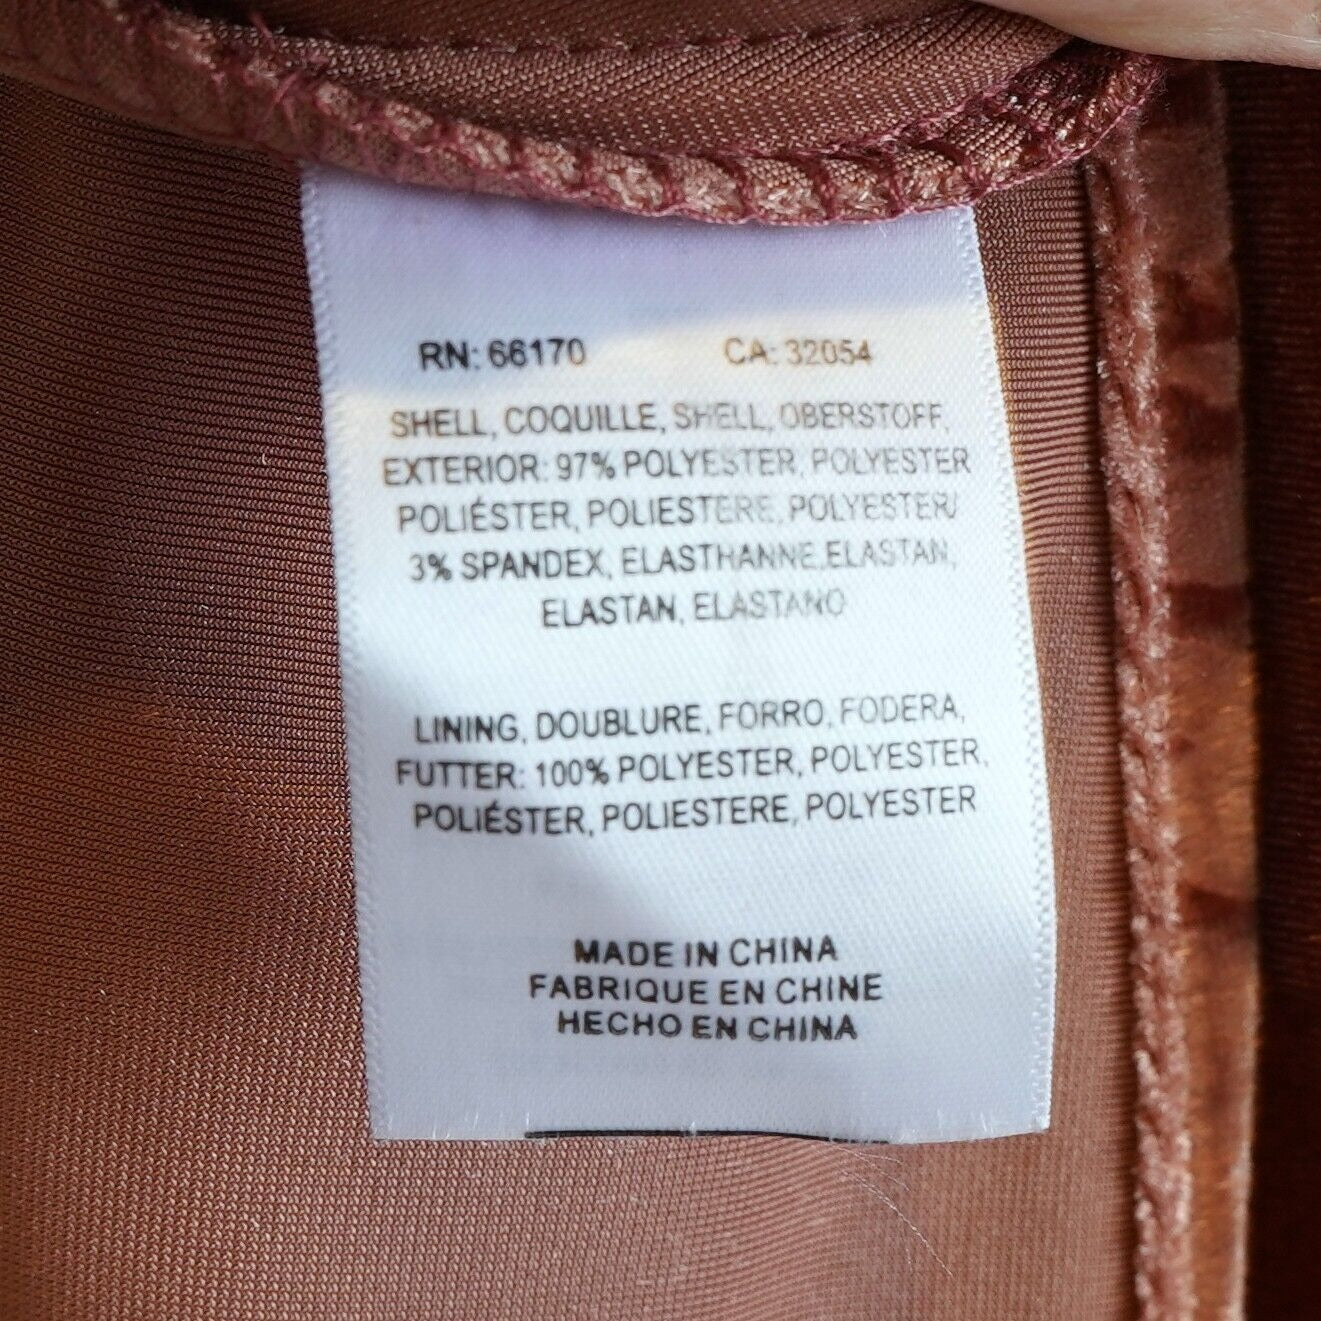 RN: 66170 CA: 32054
SHELL, COQUILLE, SHELL, OBERSTOFF,
EXTERIOR: 97% POLYESTER, POLYESTER
POLIÉSTER, POLIESTERE, POLYESTER/
3% SPANDEX, ELASTHANNE,ELASTAN,
ELASTAN, ELASTANO
LINING, DOUBLURE, FORRO, FODERA,
FUTTER: 100% POLYESTER, POLYESTER,
POLIÉSTER, POLIESTERE, POLYESTER
MADE IN CHINA
FABRIQUE EN CHINE
HECHO EN CHINA